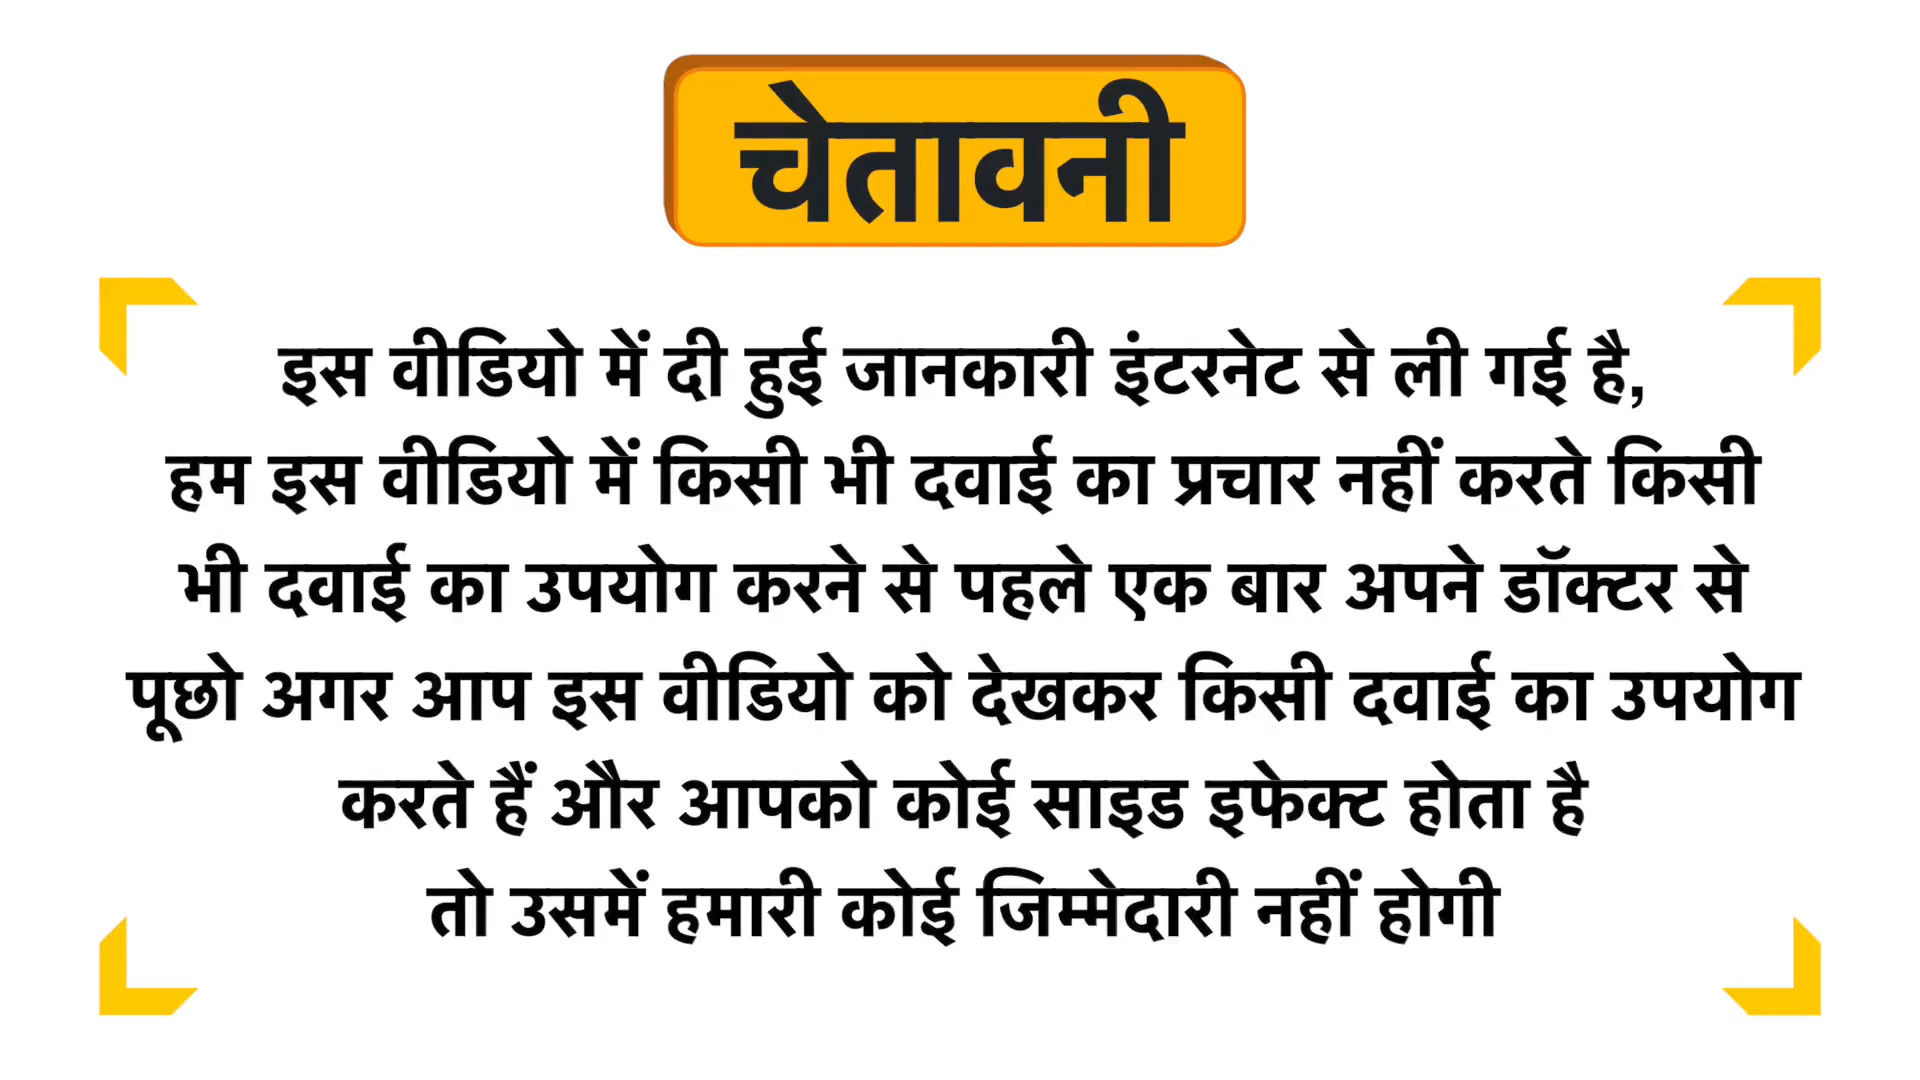 चेतावनी
इस वीडियो में दी हुई जानकारी इंटरनेट से ली गई है,
हम इस वीडियो में किसी भी दवाई का प्रचार नहीं करते किसी
भी दवाई का उपयोग करने से पहले एक बार अपने डॉक्टर से
पूछो अगर आप इस वीडियो को देखकर किसी दवाई का उपयोग
करते हैं और आपको कोई साइड इफेक्ट होता है
तो उसमें हमारी कोई जिम्मेदारी नहीं होगी